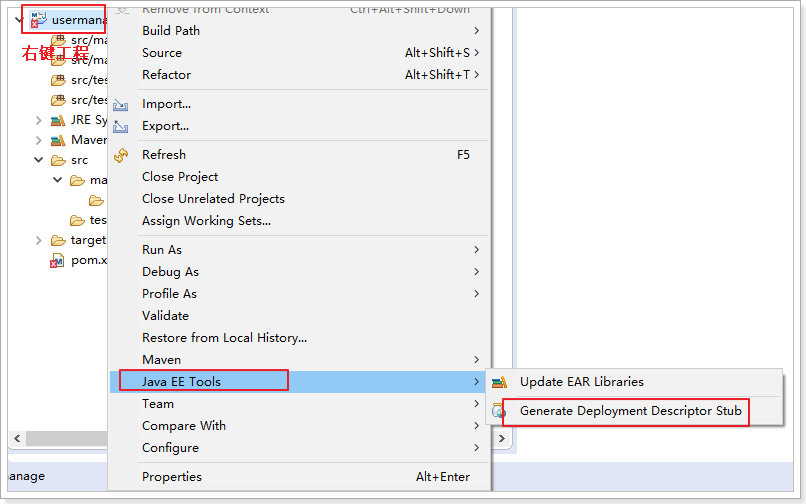 Remove from Context Ctrl+Alt+Shift+Down
usermana
Build Path
右键工程
src/ma
Source Alt+Shift+S
src/ma
Refactor Alt+Shift+T
src/tes
src/tes
Import...
JRE Sy
Export...
Maven
src
Refresh F5
ma
Close Project
Close Unrelated Projects
tes
Assign Working Sets...
target
Run As
pom.x
Debug As
Profile As
Validate
Restore from Local History...
Maven
Java EE Tools
Update EAR Libraries
Team
Generate Deployment Descriptor Stub
Compare With
Configure
anage
Properties Alt+Enter